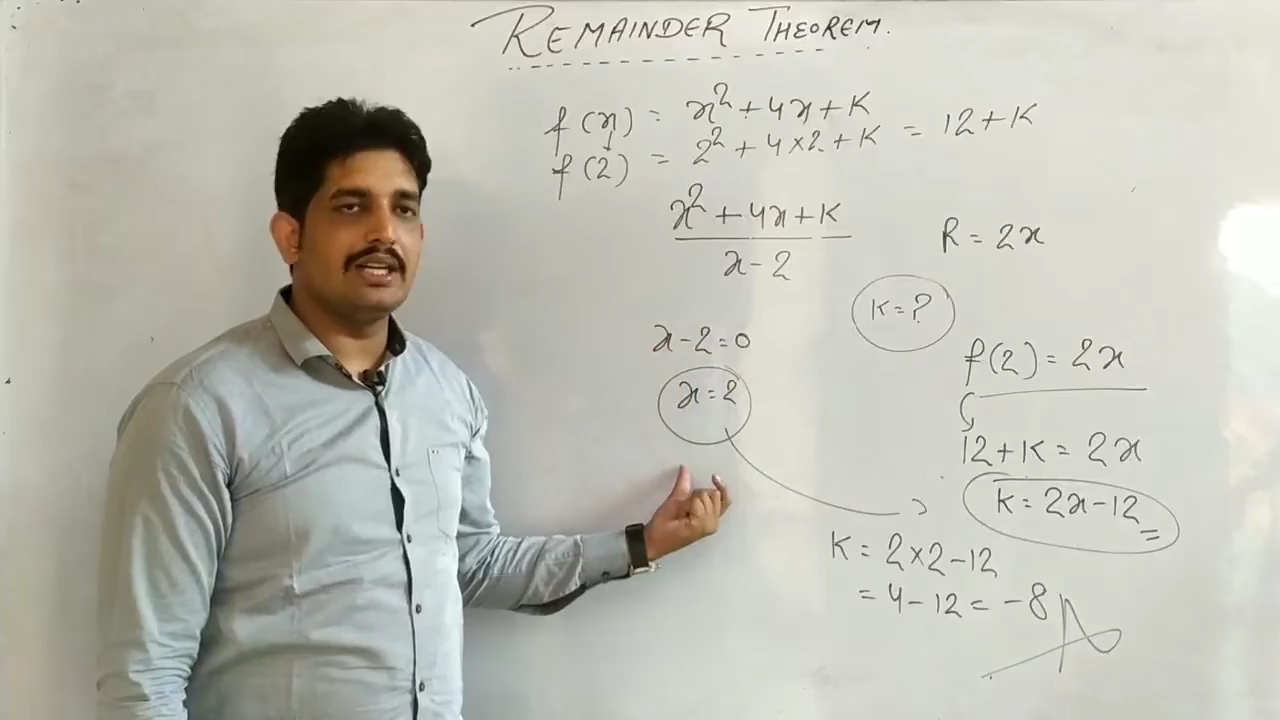 REMAINDER THEOREM.
f(x) = x² + 4x + K
f(2) = 2² + 4×2 + K = 12 + K
x² + 4x + K
x - 2
R = 2x
K = ?
x - 2 = 0
x = 2
f(2) = 2x
12 + K = 2x
K = 2x - 12
K = 2×2 - 12
= 4 - 12 = -8